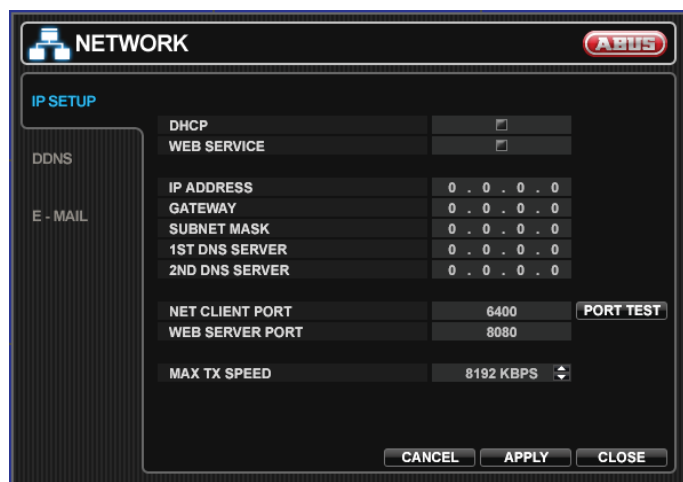 NETWORK
ABUS
IP SETUP
DDNS
E - MAIL
DHCP
WEB SERVICE
IP ADDRESS 0 . 0 . 0 . 0
GATEWAY 0 . 0 . 0 . 0
SUBNET MASK 0 . 0 . 0 . 0
1ST DNS SERVER 0 . 0 . 0 . 0
2ND DNS SERVER 0 . 0 . 0 . 0
NET CLIENT PORT 6400 PORT TEST
WEB SERVER PORT 8080
MAX TX SPEED 8192 KBPS
CANCEL APPLY CLOSE